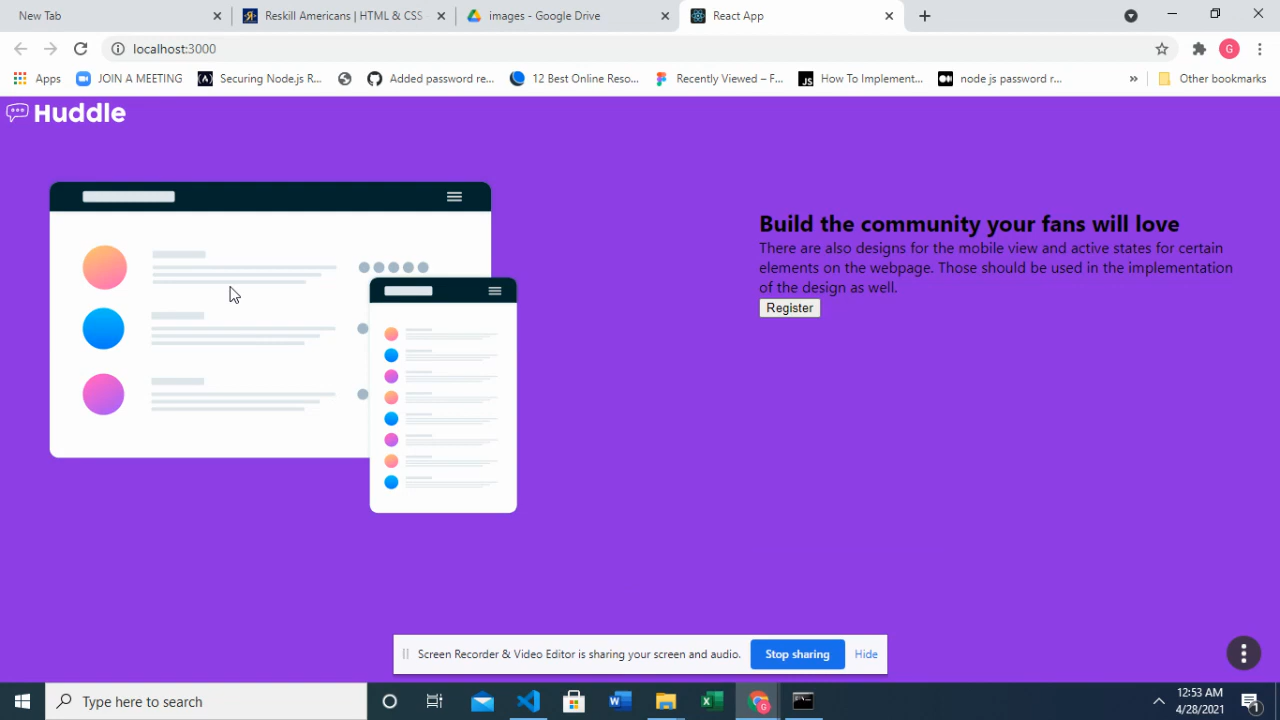 New Tab
Reskill Americans | HTML & CSS
images - Google Drive
React App
localhost:3000
G
Apps
JOIN A MEETING
Securing Node.js R...
Added password re...
12 Best Online Reso...
Recently Viewed – F...
JS
How To Implement...
node js password r...
»
Other bookmarks
Huddle
Build the community your fans will love
There are also designs for the mobile view and active states for certain
elements on the webpage. Those should be used in the implementation
of the design as well.
Register
Screen Recorder & Video Editor is sharing your screen and audio.
Stop sharing
Hide
Type here to search
12:53 AM
4/28/2021
1